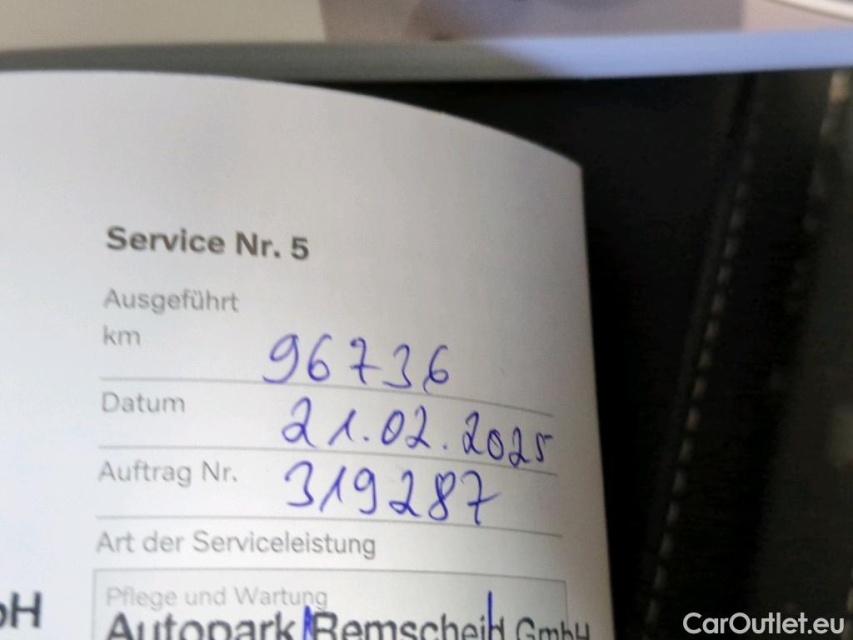 Service Nr. 5
Ausgeführt
km 96736
Datum 21.02.2025
Auftrag Nr. 319287
Art der Serviceleistung
Pflege und Wartung
Autopark Remscheid GmbH
bH
CarOutlet.eu